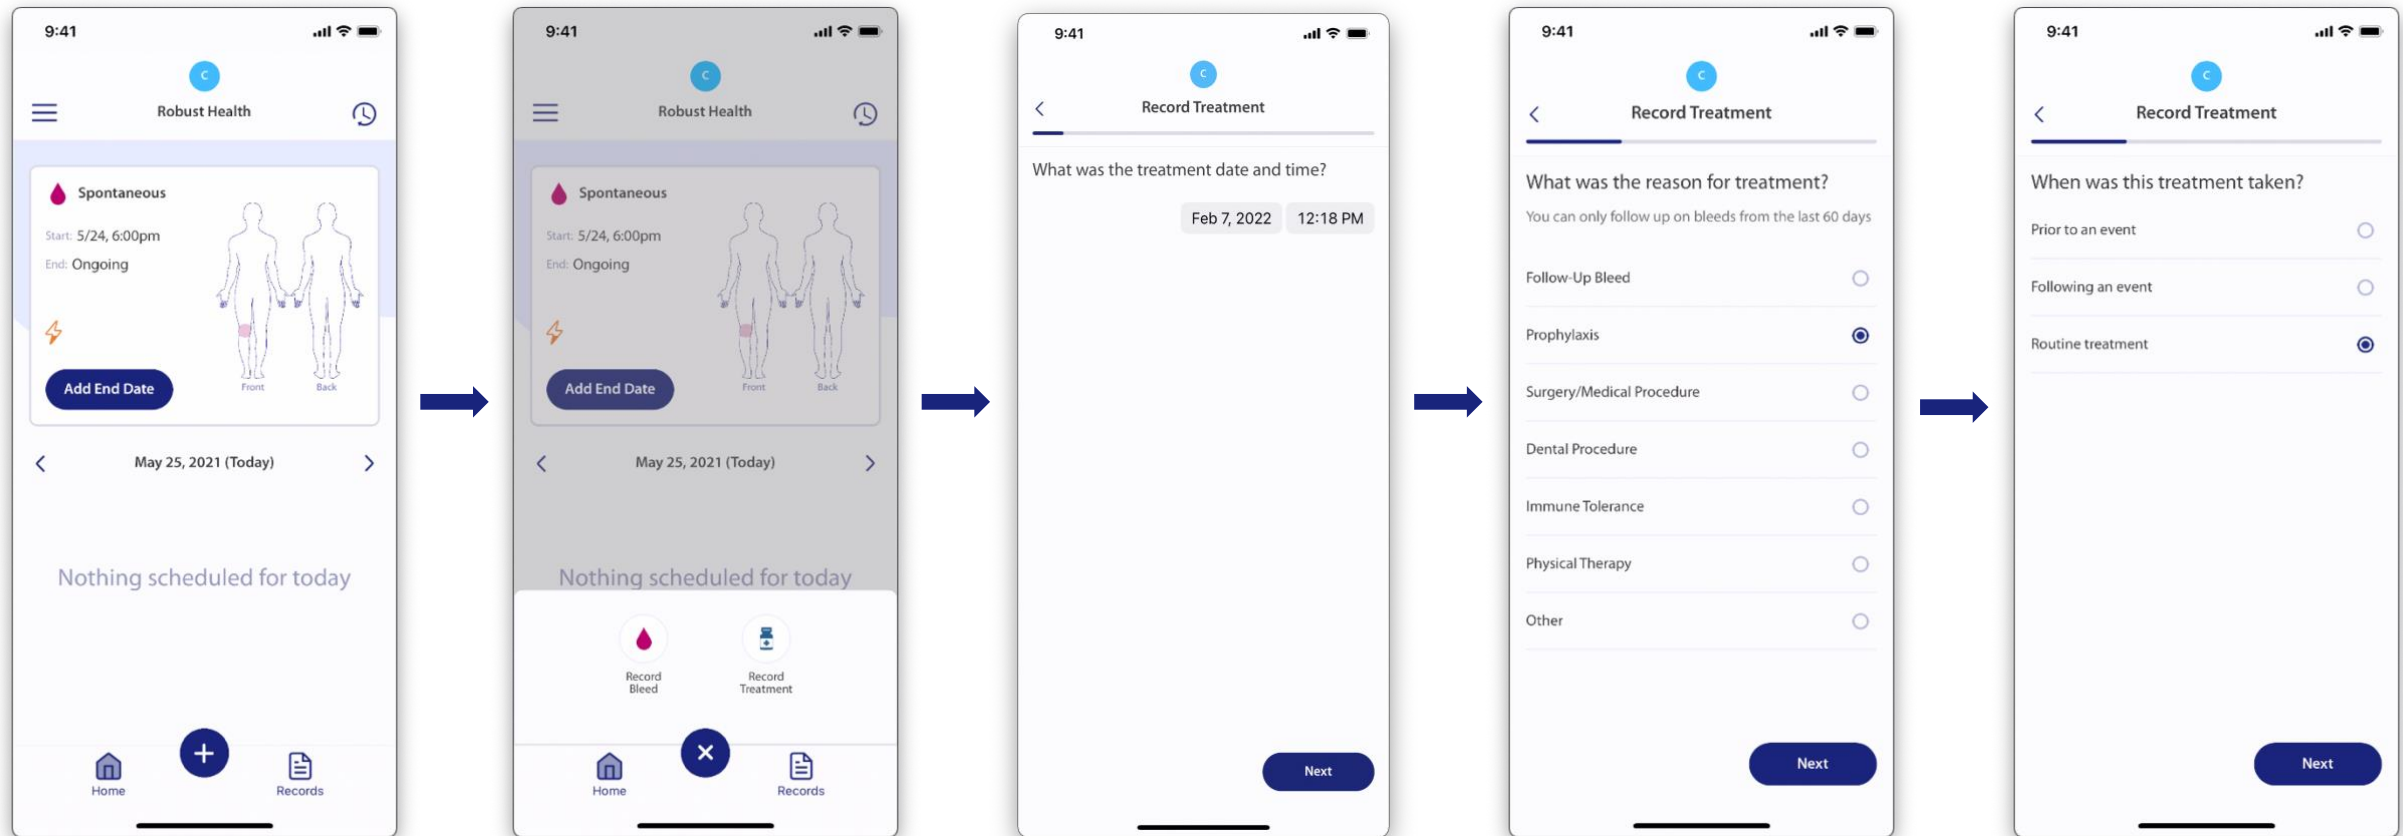 9:41
C
Robust Health
Spontaneous
Start: 5/24, 6:00pm
End: Ongoing
Add End Date
Front
Back
May 25, 2021 (Today)
Nothing scheduled for today
Home
Records
9:41
C
Robust Health
Spontaneous
Start: 5/24, 6:00pm
End: Ongoing
Add End Date
Front
Back
May 25, 2021 (Today)
Nothing scheduled for today
Record
Bleed
Record
Treatment
Home
Records
9:41
C
Record Treatment
What was the treatment date and time?
Feb 7, 2022 12:18 PM
Next
9:41
C
Record Treatment
What was the reason for treatment?
You can only follow up on bleeds from the last 60 days
Follow-Up Bleed
Prophylaxis
Surgery/Medical Procedure
Dental Procedure
Immune Tolerance
Physical Therapy
Other
Next
9:41
C
Record Treatment
When was this treatment taken?
Prior to an event
Following an event
Routine treatment
Next